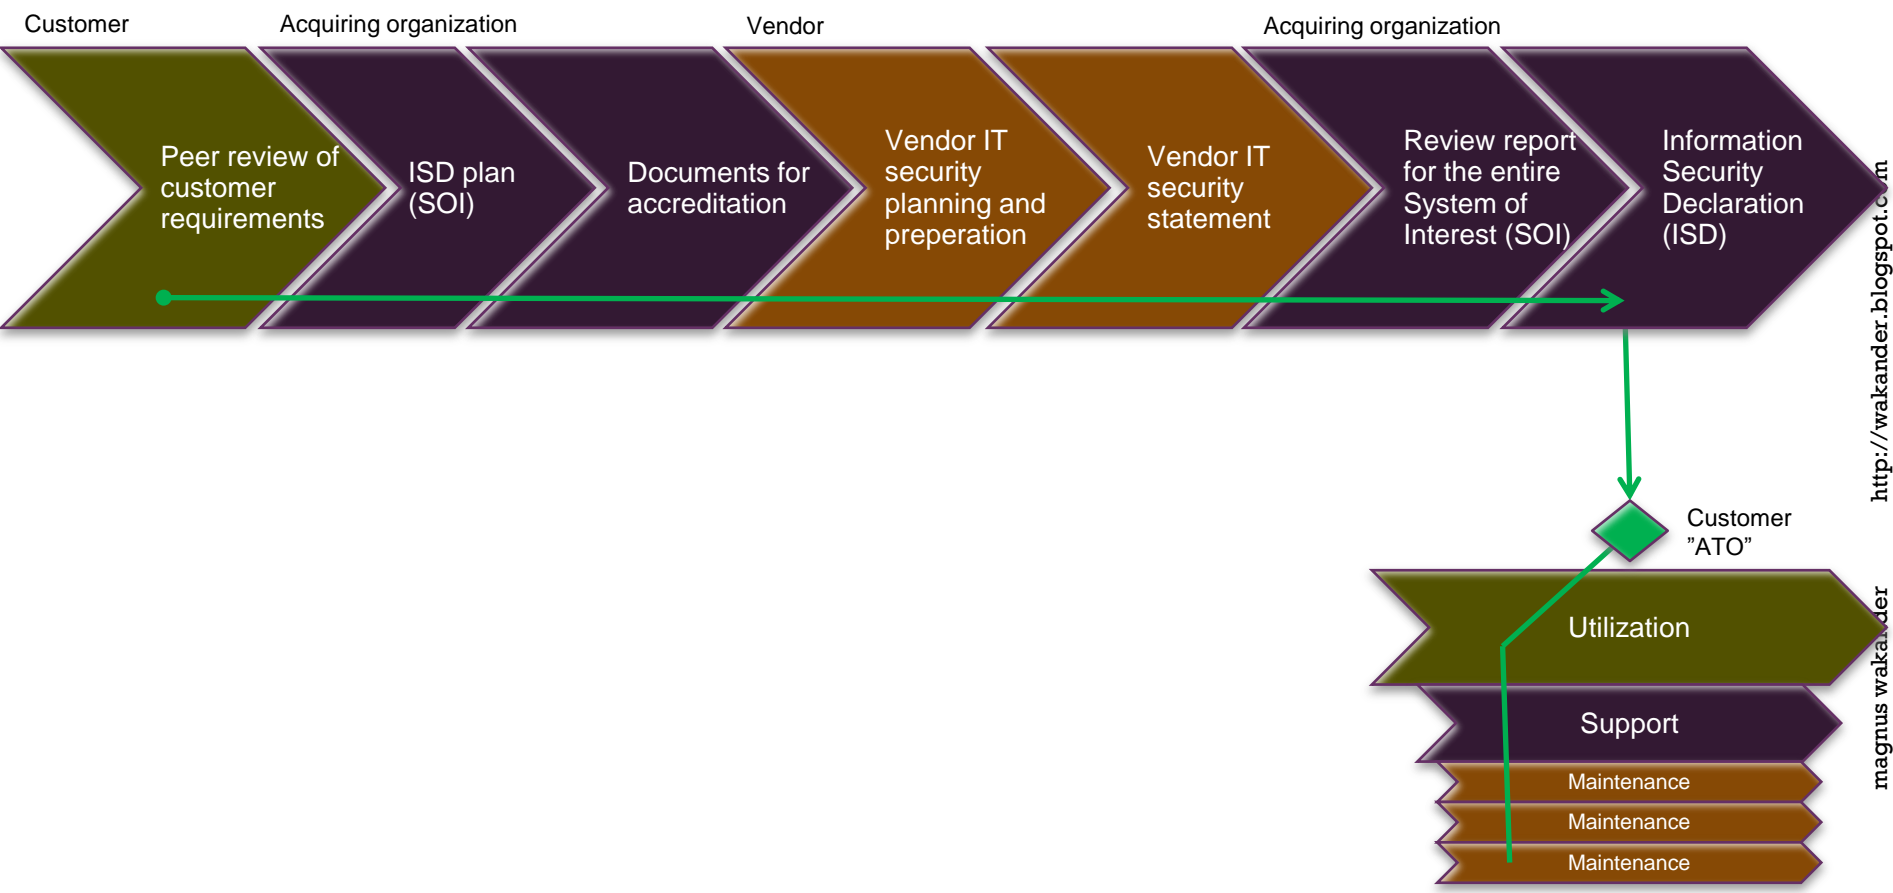 Customer
Acquiring organization
Vendor
Acquiring organization
Peer review of
customer
requirements
ISD plan
(SOI)
Documents for
accreditation
Vendor IT
security
planning and
preperation
Vendor IT
security
statement
Review report
for the entire
System of
Interest (SOI)
Information
Security
Declaration
(ISD)
Customer
”ATO”
Utilization
Support
Maintenance
Maintenance
Maintenance
magnus wakander
http://wakander.blogspot.com